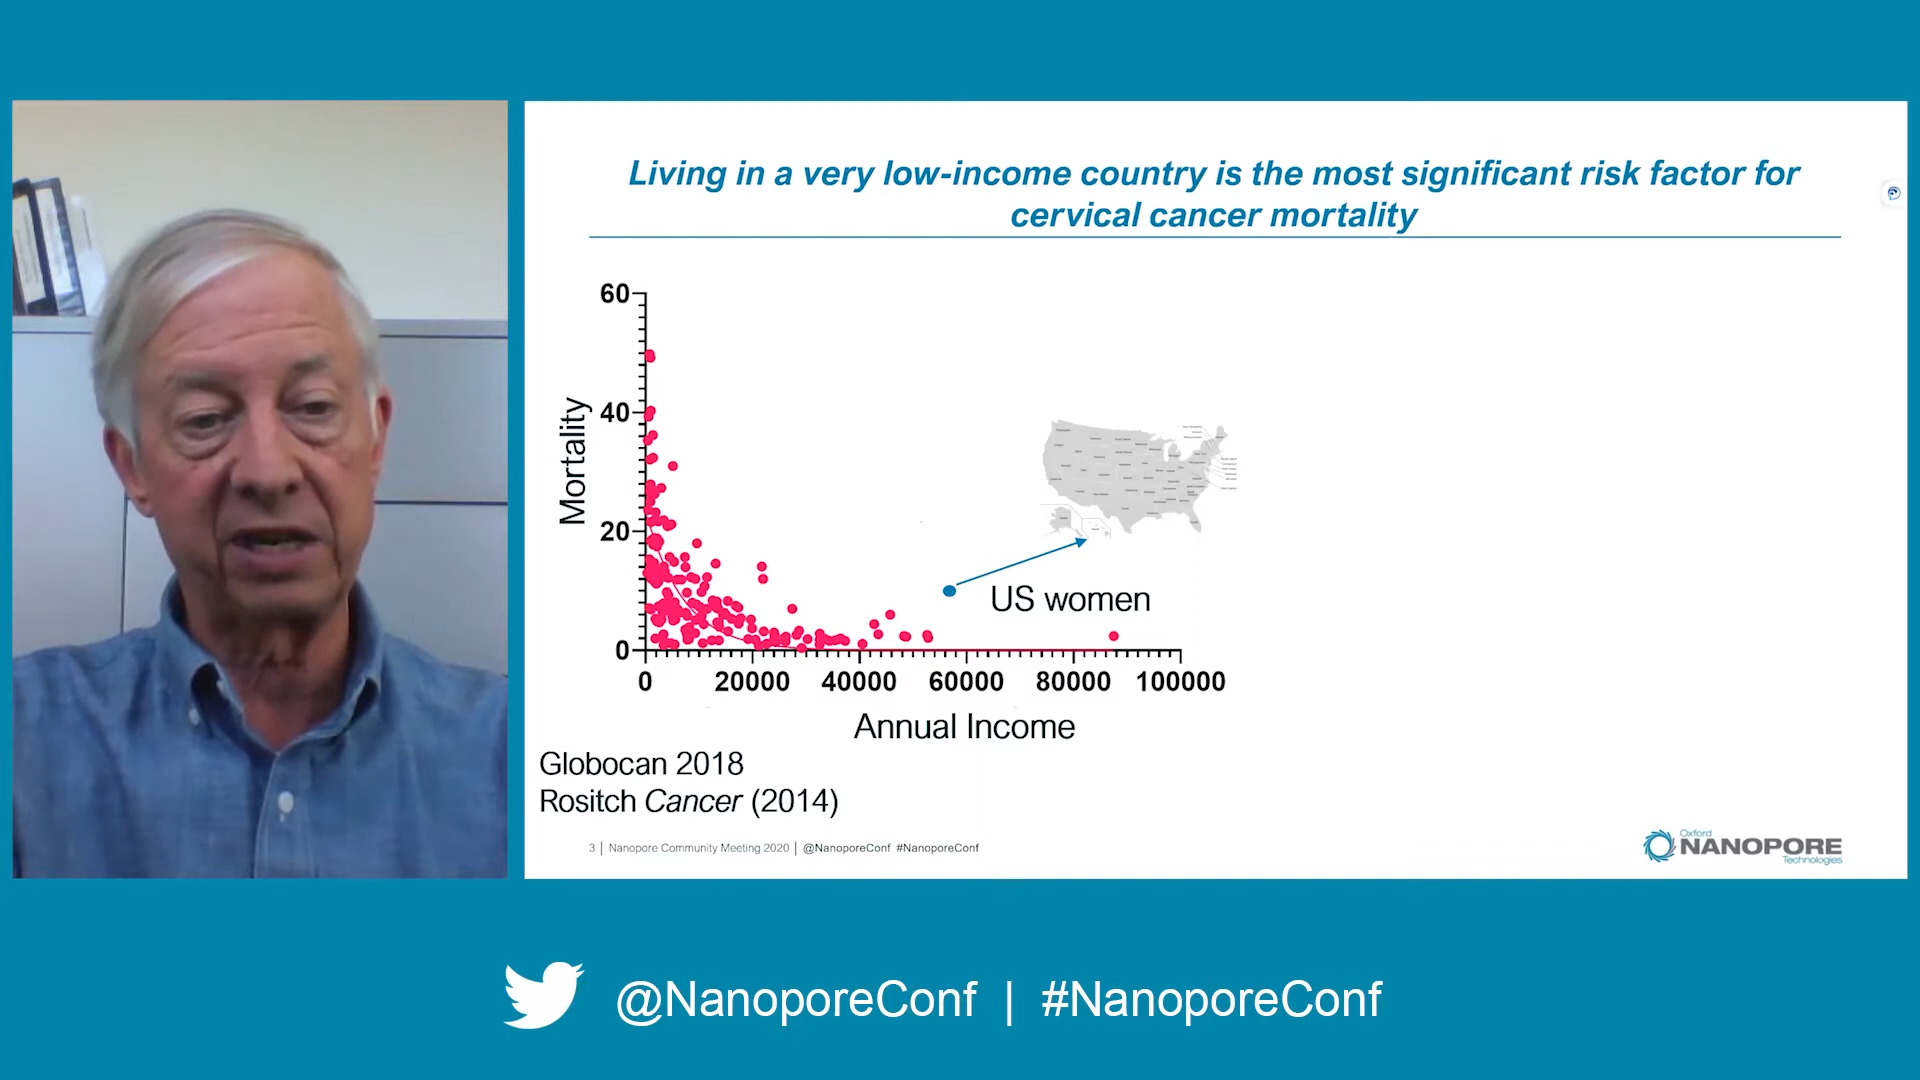 Living in a very low-income country is the most significant risk factor for
cervical cancer mortality
60
40
20
0
Mortality
US women
0 20000 40000 60000 80000 100000
Annual Income
Globocan 2018
Rositch Cancer (2014)
3 | Nanopore Community Meeting 2020 | @NanoporeConf #NanoporeConf
Oxford
NANOPORE
Technologies
@NanoporeConf | #NanoporeConf